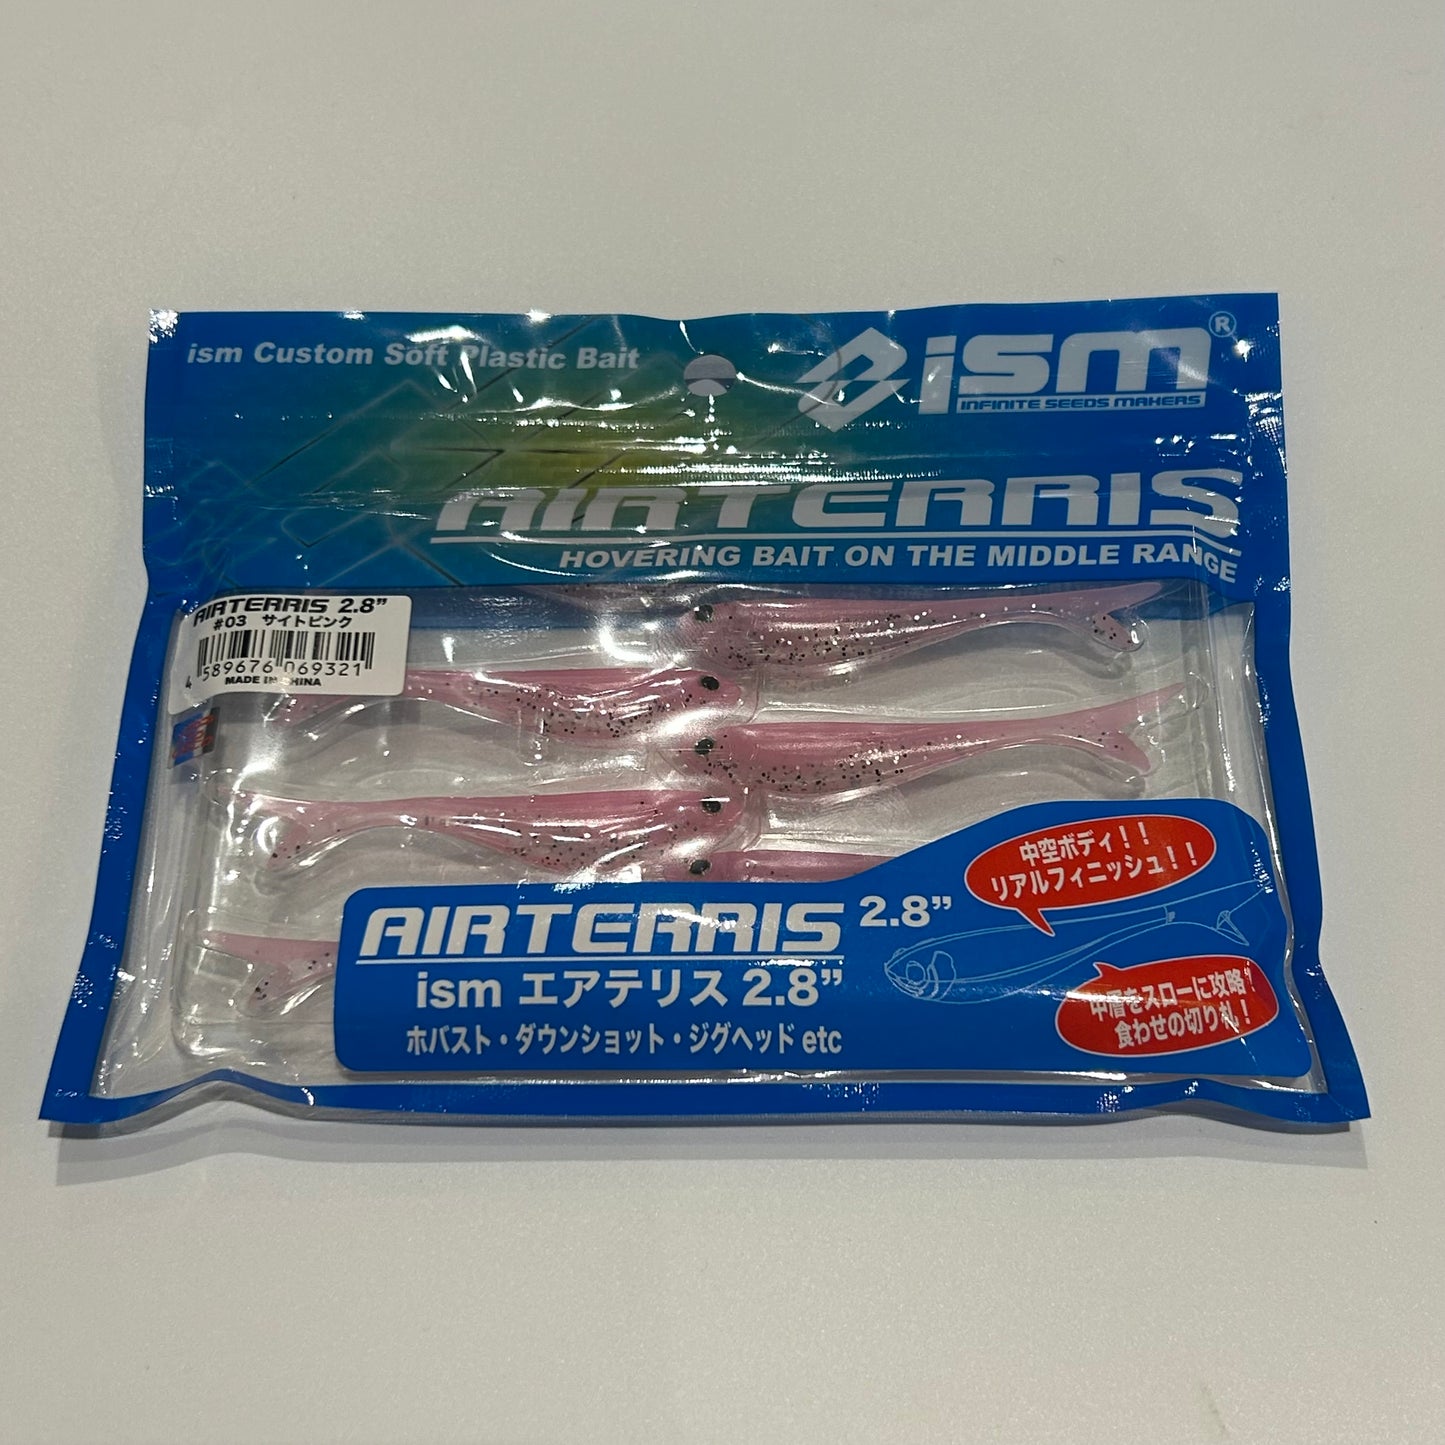 ism Custom Soft Plastic Bait
ism®
INFINITE SEEDS MAKERS
AIRTERRIS
HOVERING BAIT ON THE MIDDLE RANGE
AIRTERRIS 2.8”
#03 サイトピンク
4 589676 069321
MADE IN CHINA
中空ボディ！！
リアルフィニッシュ！！
AIRTERRIS 2.8”
ism エアテリス 2.8”
ホバスト・ダウンショット・ジグヘッド etc
中層をスローに攻略！
食わせの切り札！